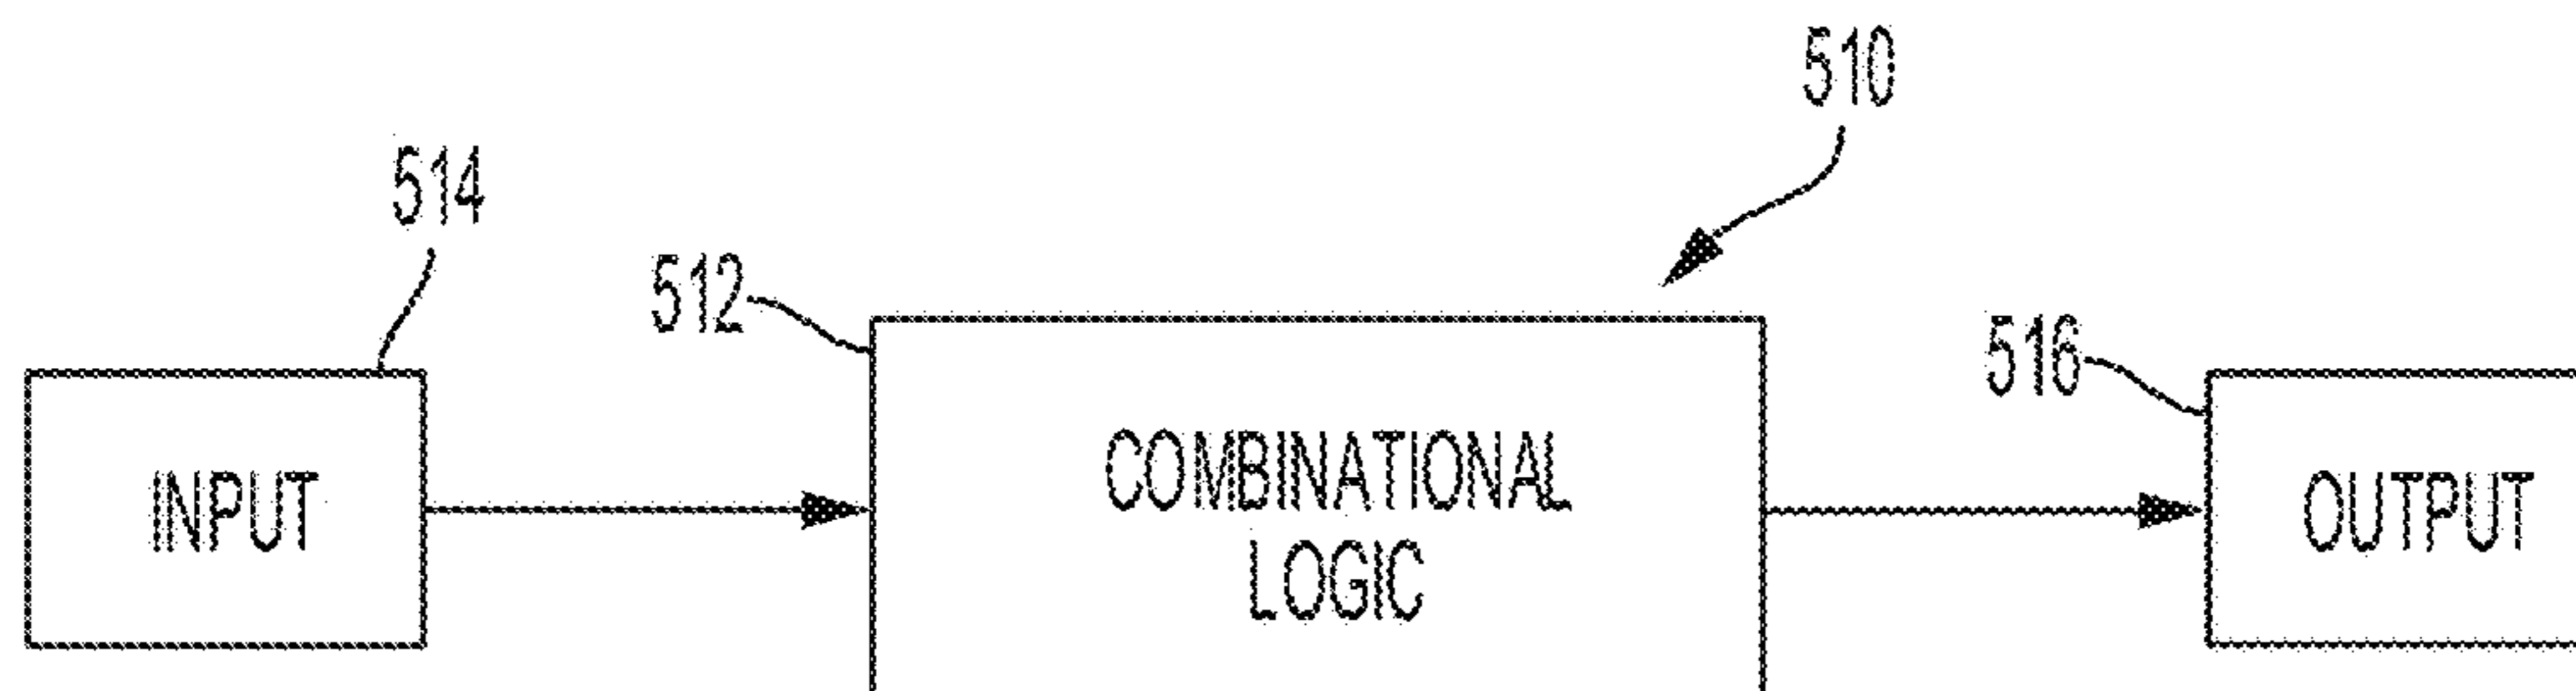 510
514
512
516
INPUT
COMBINATIONAL
LOGIC
OUTPUT